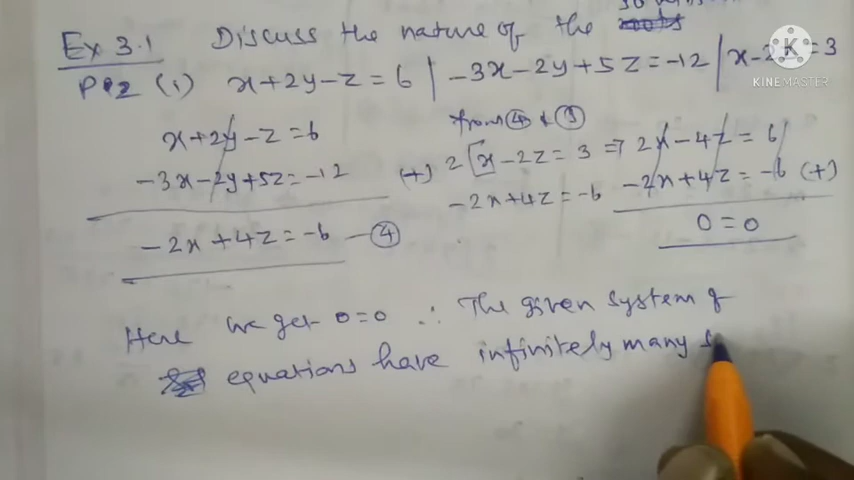 Ex 3.1 Discuss the nature of the
(1) x+2y-z=6 | -3x-2y+5z=-12 | x-2z=3
KINEMASTER
x+2y-z=6
-3x-2y+5z=-12
-2x+4z=-6 —④
from ④ & ③
(+) 2[x-2z=3 ⇒ 2x-4z=6
-2x+4z=-6 -2x+4z=-6 (+)
0=0
Here we get 0=0 ∴ The given system of
equations have infinitely many s